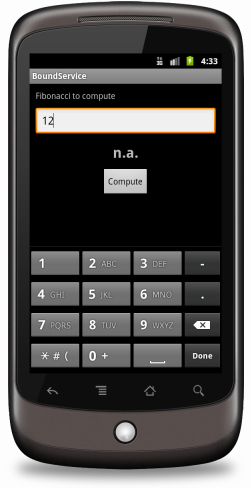 3G 4:33
BoundService
Fibonacci to compute
12
n.a.
Compute
1 2 ABC 3 DEF -
4 GHI 5 JKL 6 MNO .
7 PQRS 8 TUV 9 WXYZ
* # ( 0 + Done